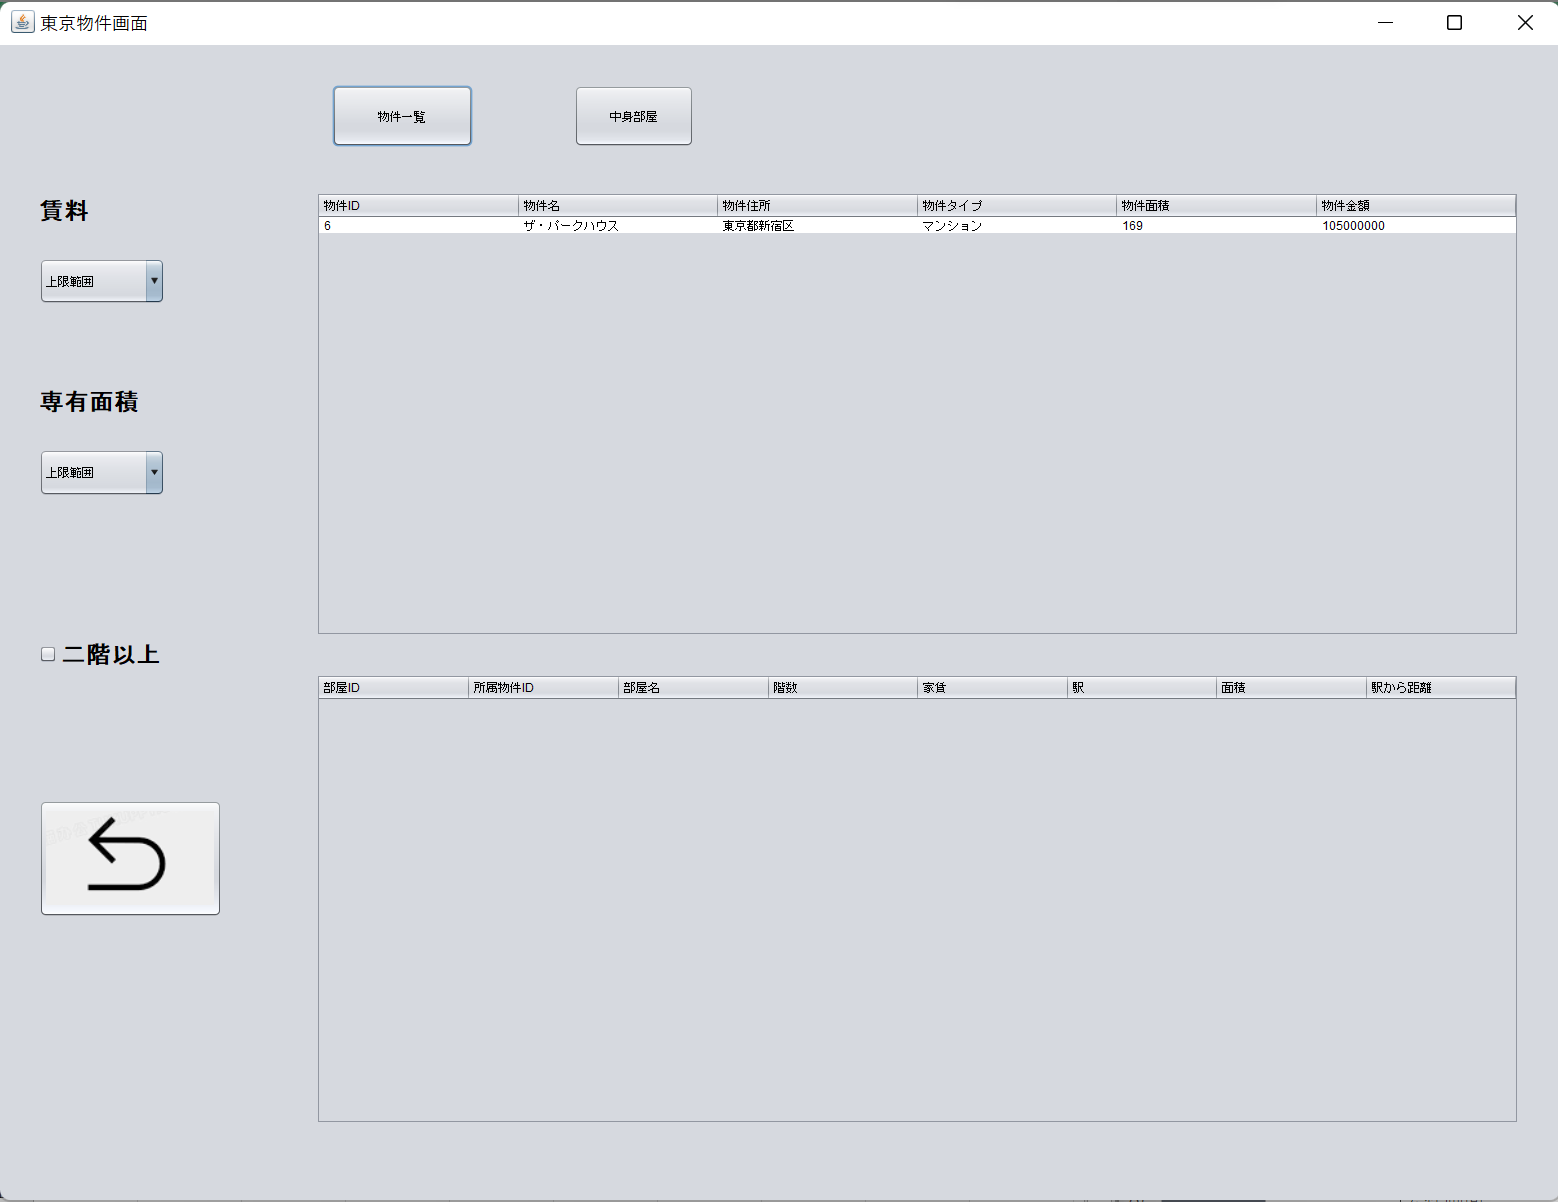 東京物件画面
物件一覧
中身部屋
賃料
上限範囲
専有面積
上限範囲
二階以上
物件ID 物件名 物件住所 物件タイプ 物件面積 物件金額
6 ザ・パークハウス 東京都新宿区 マンション 169 105000000
部屋ID 所属物件ID 部屋名 階数 家賃 駅 面積 駅から距離